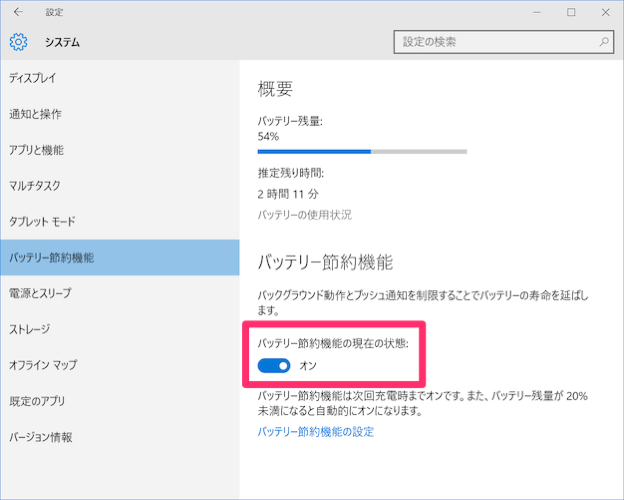 設定
システム
設定の検索
ディスプレイ
通知と操作
アプリと機能
マルチタスク
タブレット モード
バッテリー節約機能
電源とスリープ
ストレージ
オフライン マップ
既定のアプリ
バージョン情報
概要
バッテリー残量:
54%
推定残り時間:
2 時間 11 分
バッテリーの使用状況
バッテリー節約機能
バックグラウンド動作とプッシュ通知を制限することでバッテリーの寿命を延ばし
ます。
バッテリー節約機能の現在の状態:
オン
バッテリー節約機能は次回充電時までオンです。また、バッテリー残量が 20%
未満になると自動的にオンになります。
バッテリー節約機能の設定